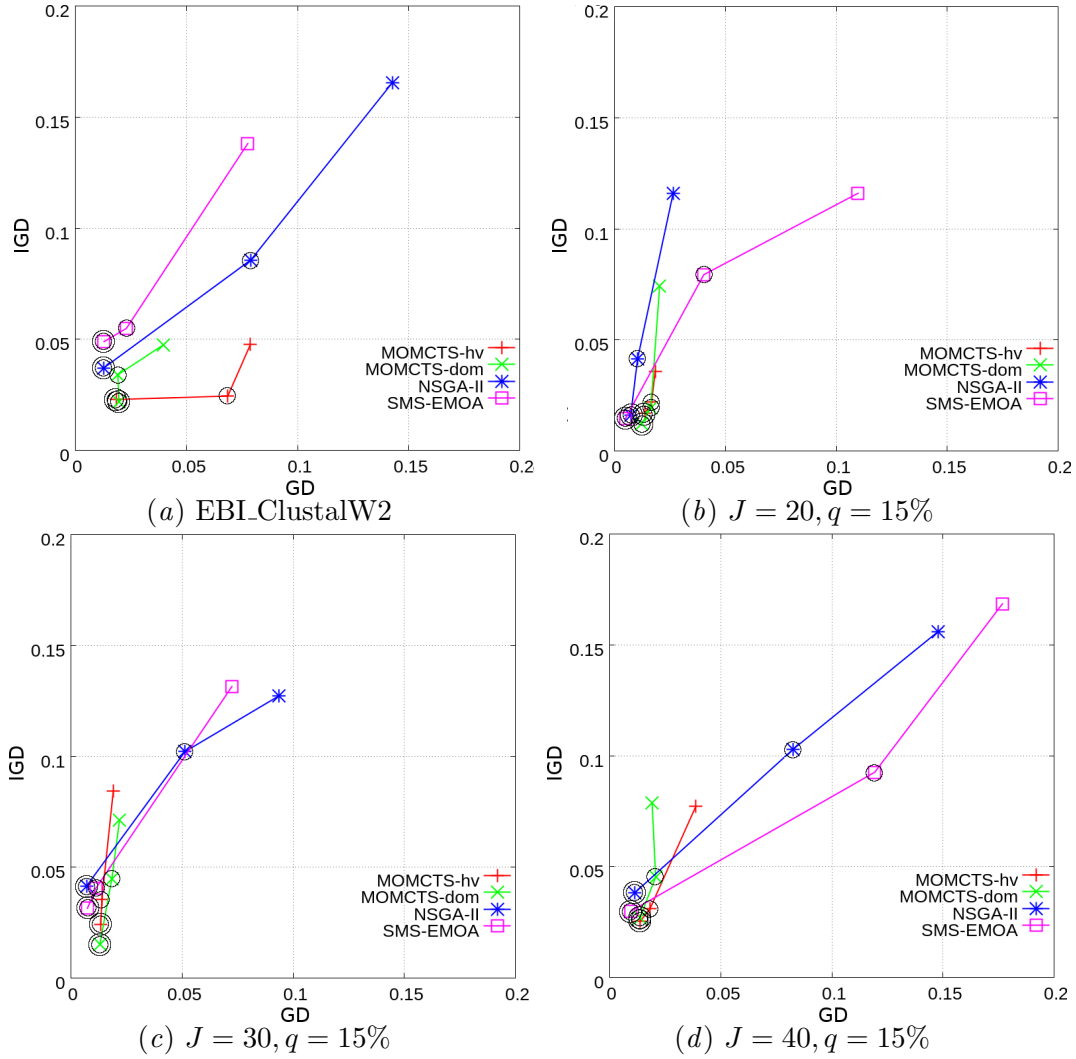 0.2
0.15
0.1
0.05
0
IGD
MOMCTS-hv
MOMCTS-dom
NSGA-II
SMS-EMOA
0 0.05 0.1 0.15 0.2
GD
(a) EBI_ClustalW2
0.2
0.15
0.1
0.05
0
IGD
MOMCTS-hv
MOMCTS-dom
NSGA-II
SMS-EMOA
0 0.05 0.1 0.15 0.2
GD
(b) J = 20, q = 15%
0.2
0.15
0.1
0.05
0
IGD
MOMCTS-hv
MOMCTS-dom
NSGA-II
SMS-EMOA
0 0.05 0.1 0.15 0.2
GD
(c) J = 30, q = 15%
0.2
0.15
0.1
0.05
0
IGD
MOMCTS-hv
MOMCTS-dom
NSGA-II
SMS-EMOA
0 0.05 0.1 0.15 0.2
GD
(d) J = 40, q = 15%